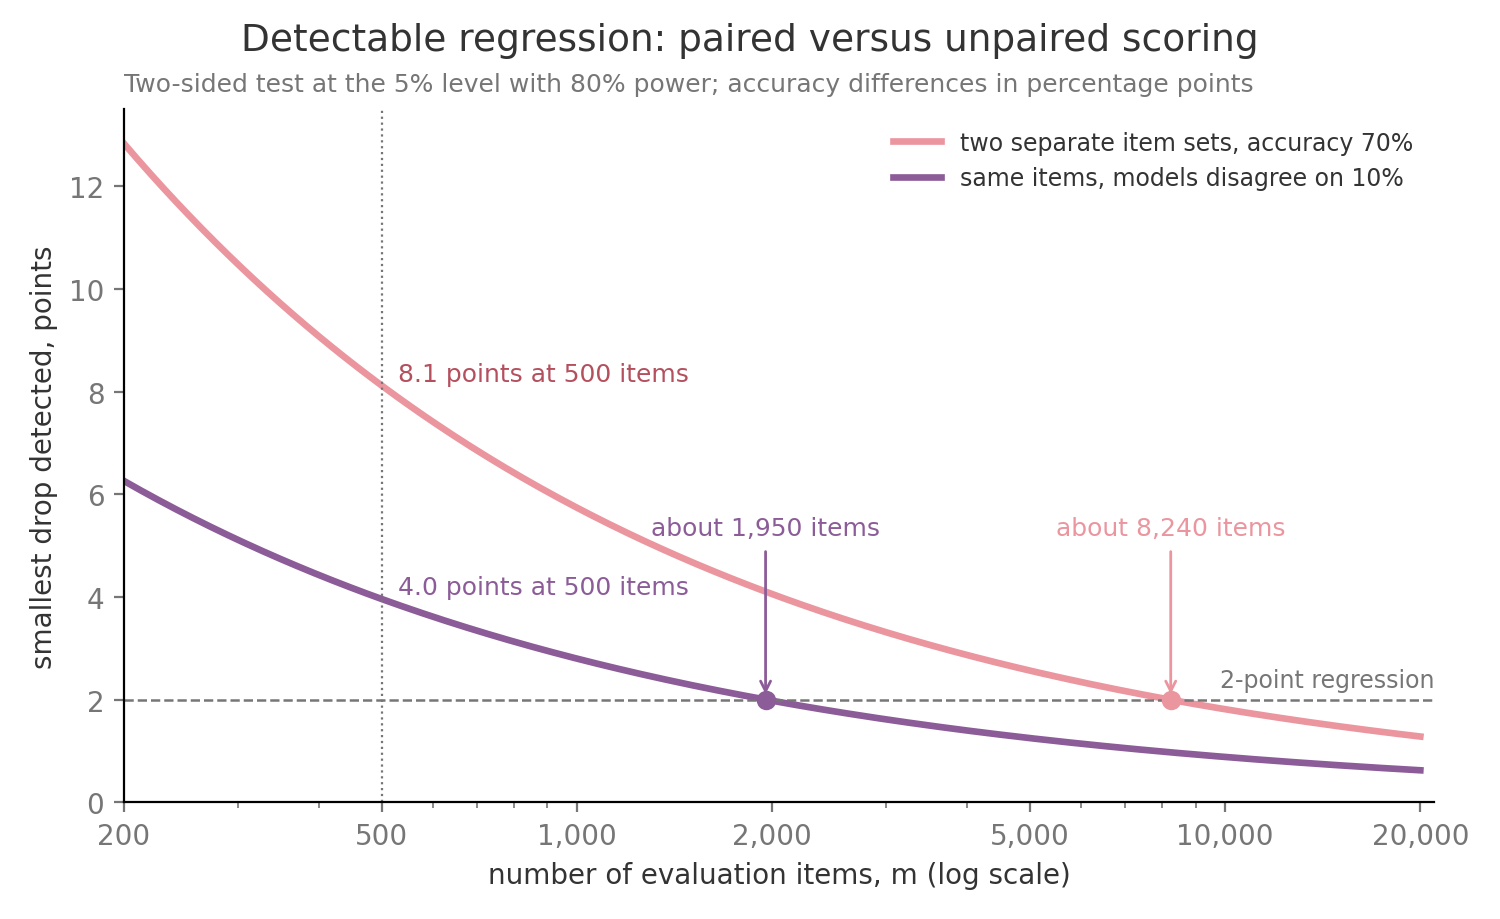 Detectable regression: paired versus unpaired scoring
Two-sided test at the 5% level with 80% power; accuracy differences in percentage points
two separate item sets, accuracy 70%
same items, models disagree on 10%
smallest drop detected, points
12
10
8
6
4
2
0
8.1 points at 500 items
4.0 points at 500 items
about 1,950 items
about 8,240 items
2-point regression
200
500
1,000
2,000
5,000
10,000
20,000
number of evaluation items, m (log scale)